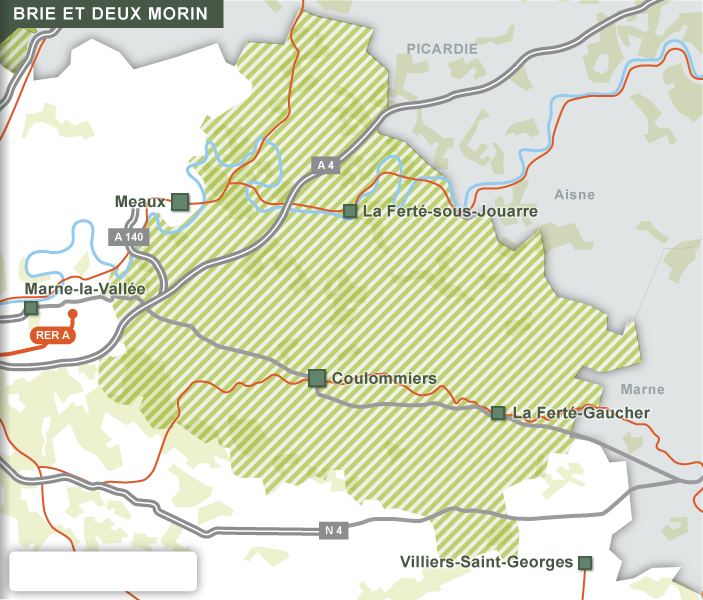 BRIE ET DEUX MORIN
PICARDIE
A 4
Aisne
Meaux
La Ferté-sous-Jouarre
A 140
Marne-la-Vallée
RER A
Coulommiers
Marne
La Ferté-Gaucher
N 4
Villiers-Saint-Georges